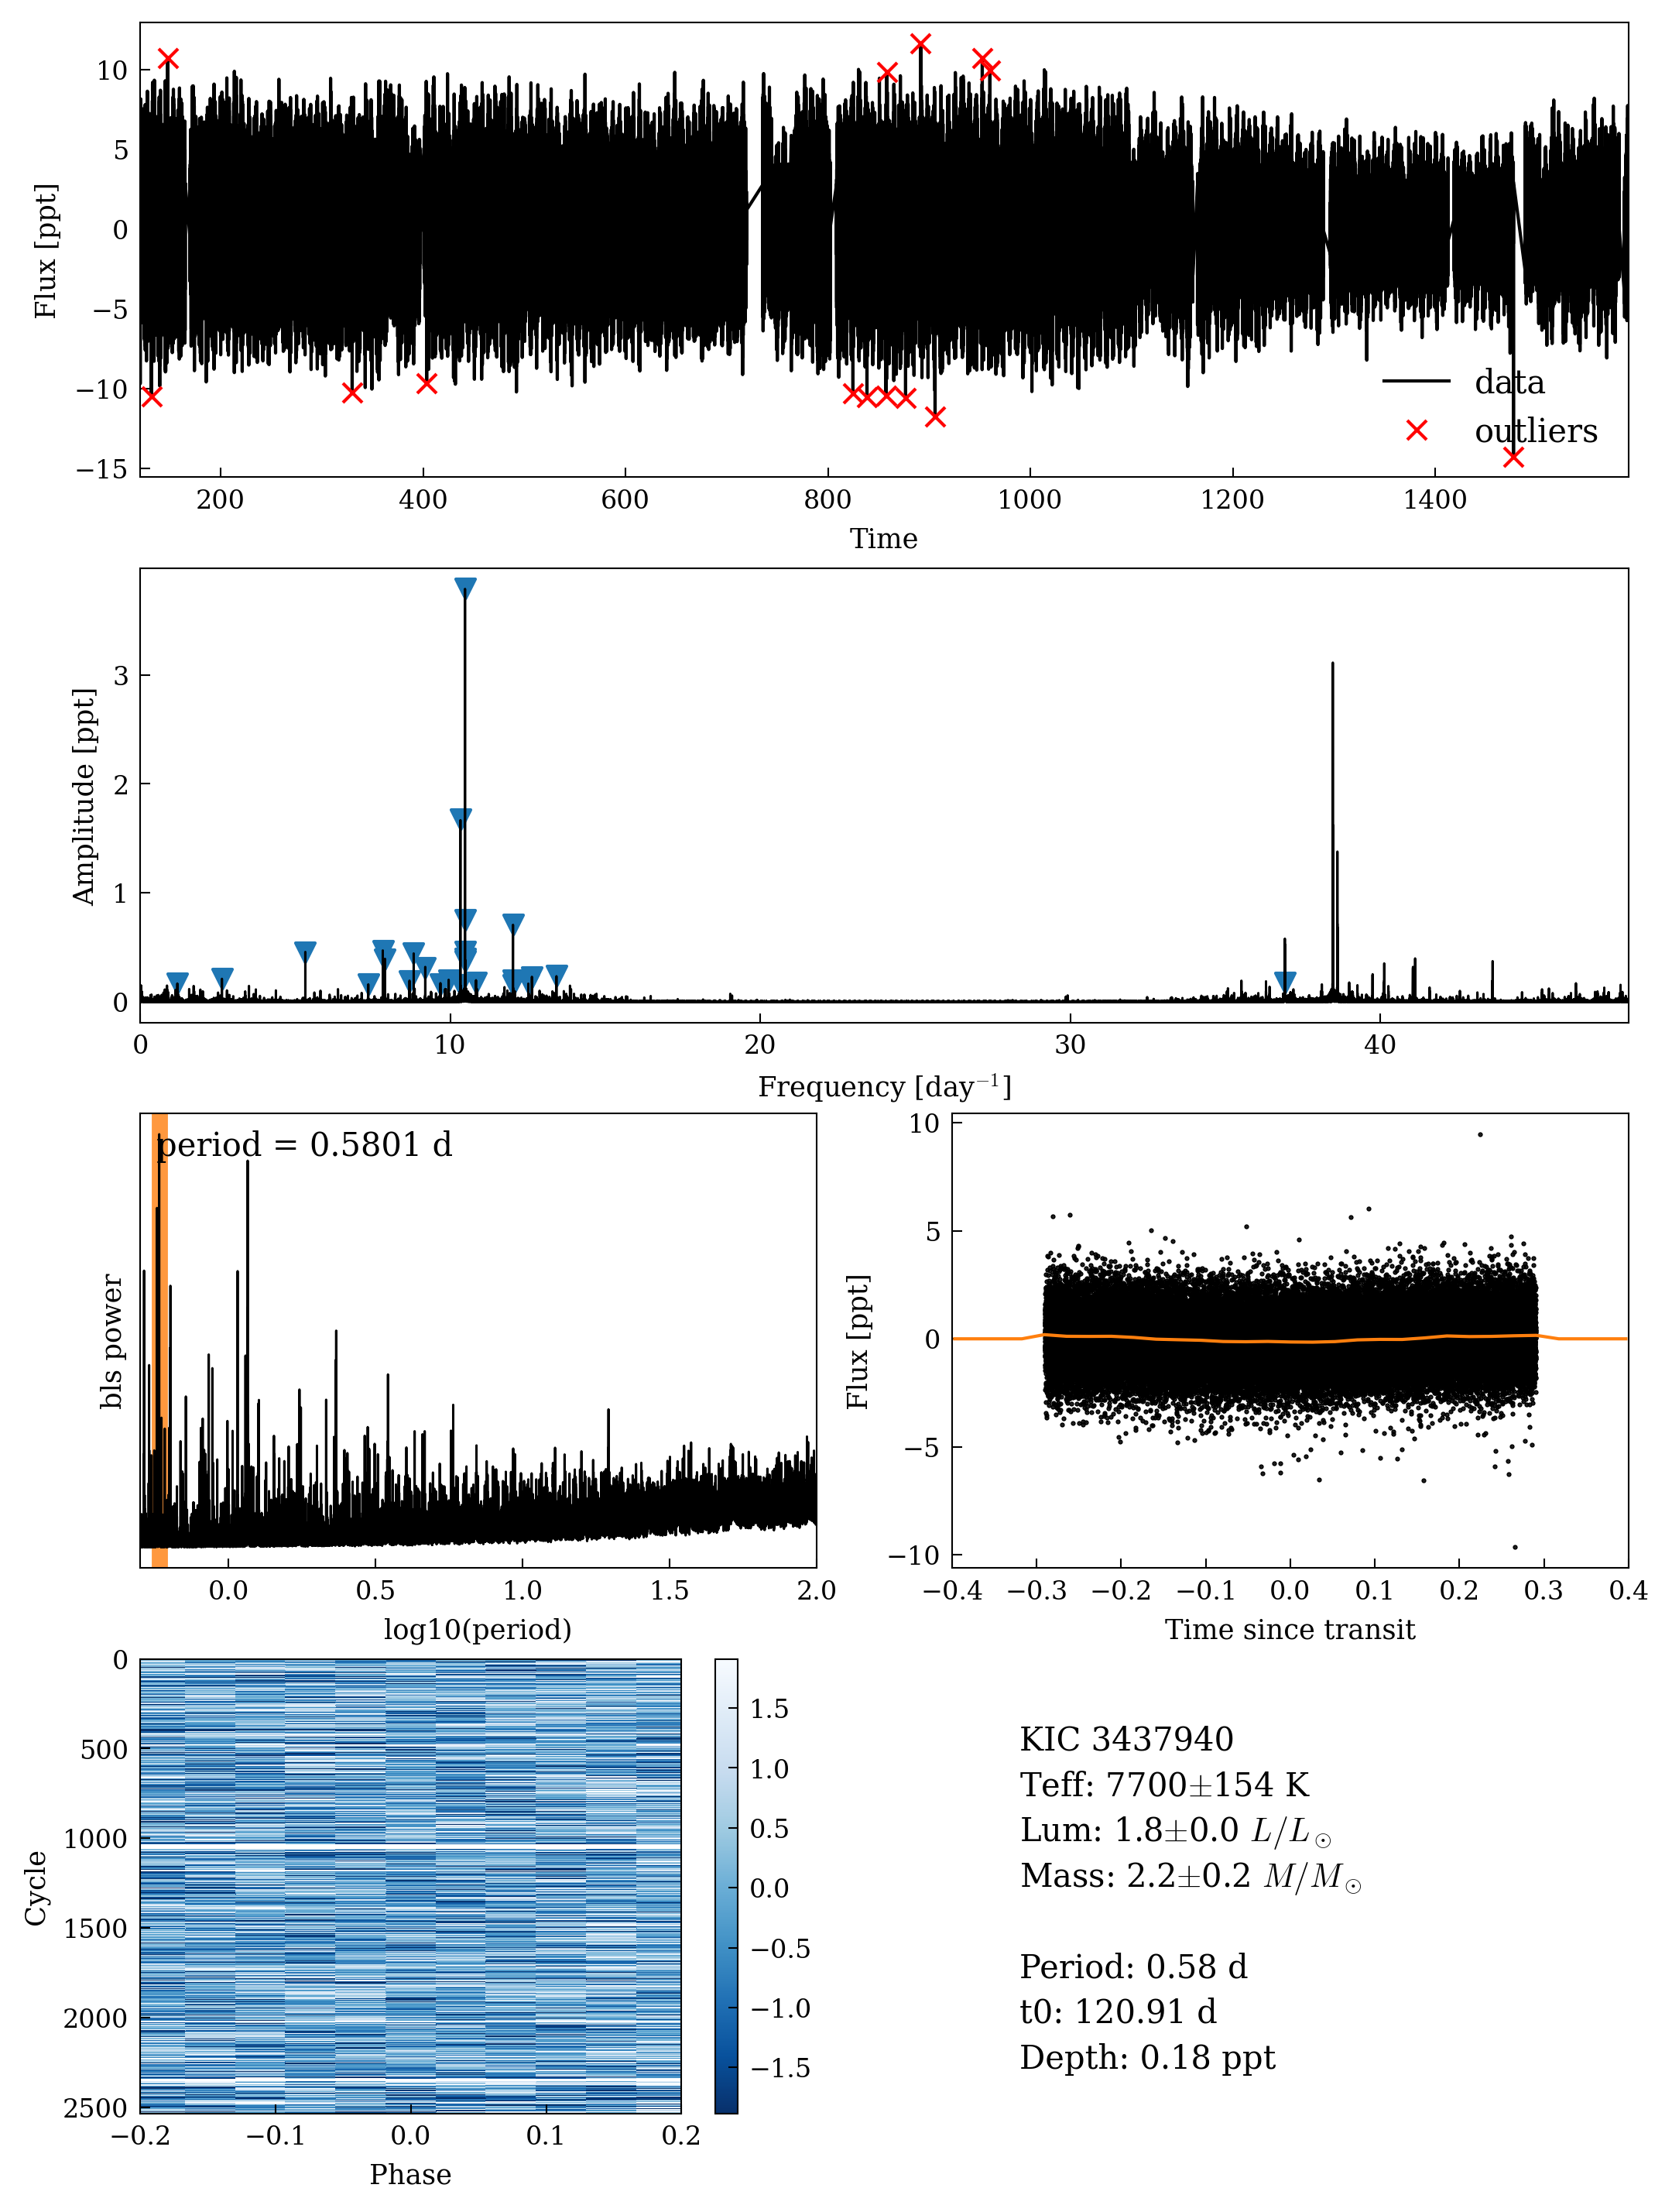 10
5
0
−5
−10
−15
Flux [ppt]
data
outliers
200 400 600 800 1000 1200 1400
Time
3
2
1
0
Amplitude [ppt]
0 10 20 30 40
Frequency [day⁻¹]
period = 0.5801 d
bls power
0.0 0.5 1.0 1.5 2.0
log10(period)
10
5
0
−5
−10
Flux [ppt]
−0.4 −0.3 −0.2 −0.1 0.0 0.1 0.2 0.3 0.4
Time since transit
0
500
1000
1500
2000
2500
Cycle
−0.2 −0.1 0.0 0.1 0.2
Phase
1.5
1.0
0.5
0.0
−0.5
−1.0
−1.5
KIC 3437940
Teff: 7700±154 K
Lum: 1.8±0.0 L/L⊙
Mass: 2.2±0.2 M/M⊙
Period: 0.58 d
t0: 120.91 d
Depth: 0.18 ppt